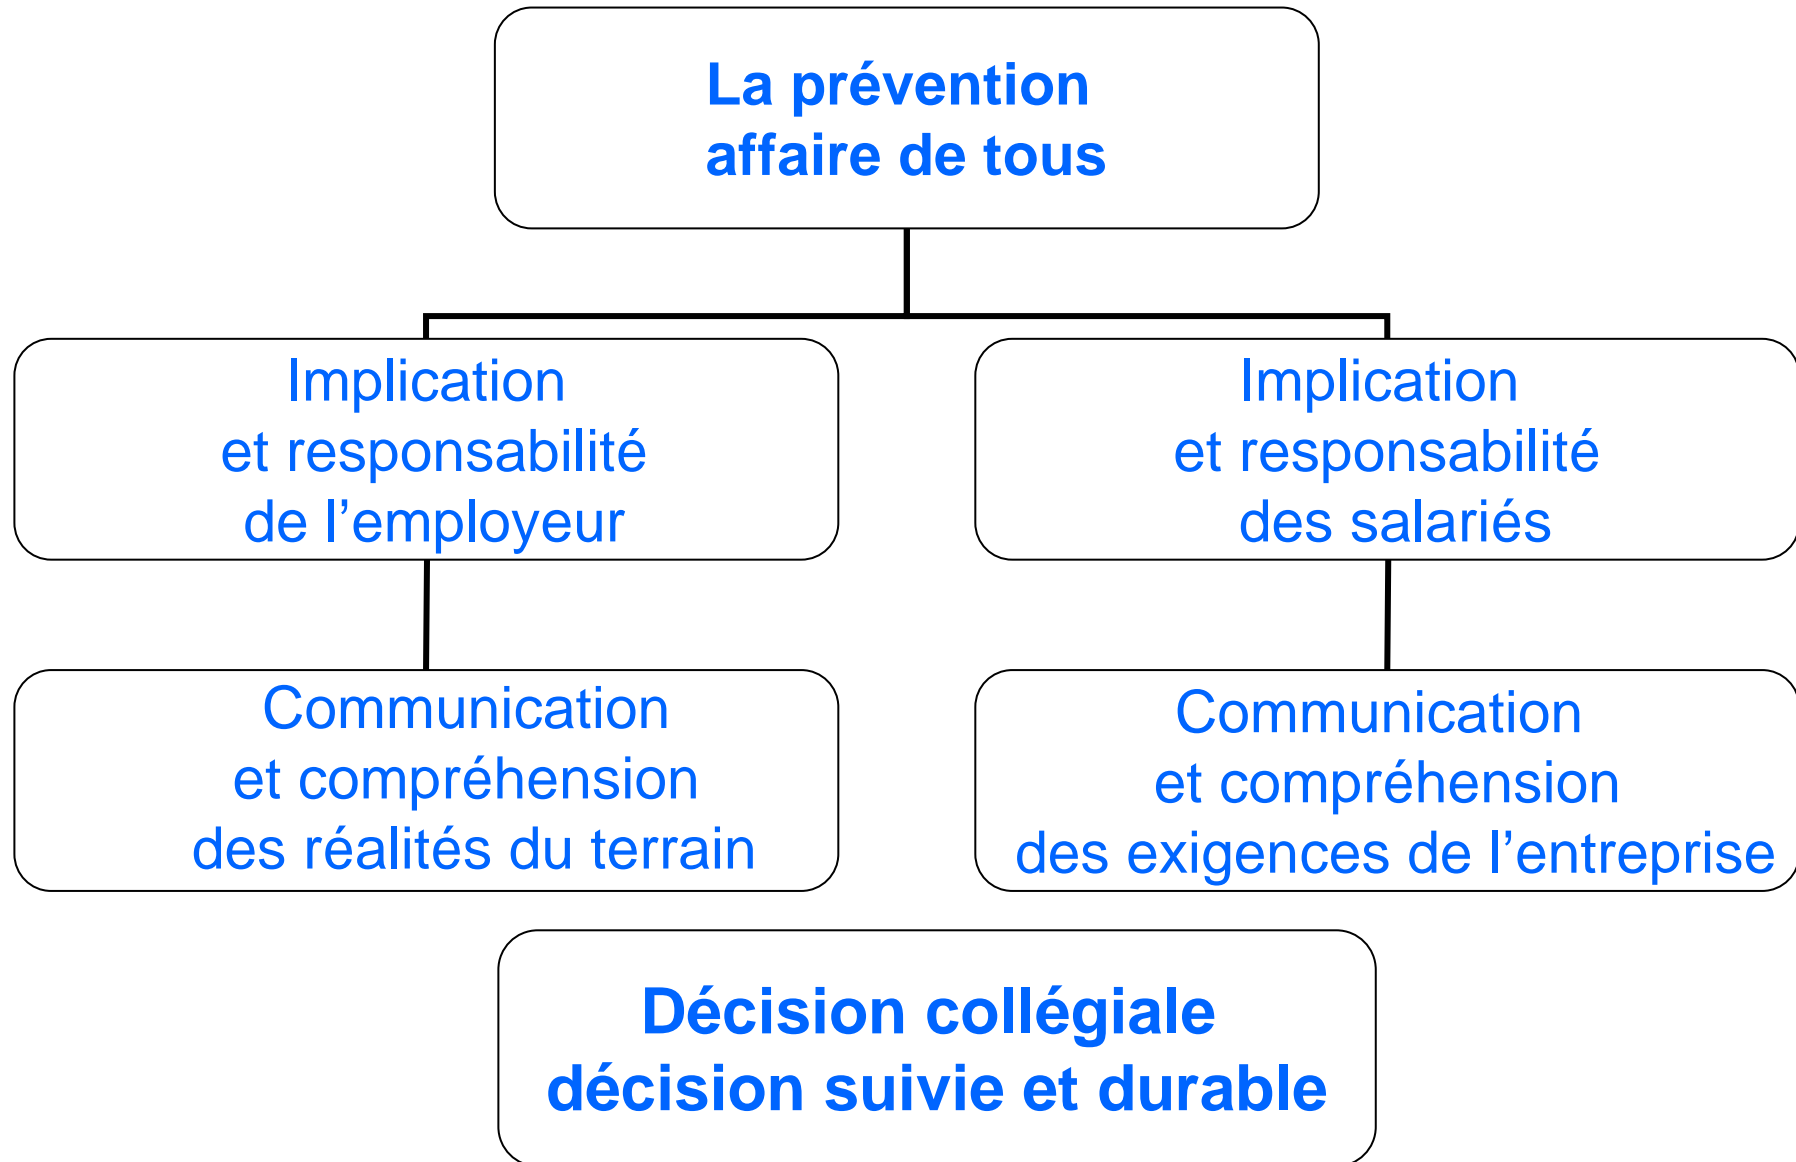 La prévention
affaire de tous
Implication
et responsabilité
de l’employeur
Implication
et responsabilité
des salariés
Communication
et compréhension
des réalités du terrain
Communication
et compréhension
des exigences de l’entreprise
Décision collégiale
décision suivie et durable